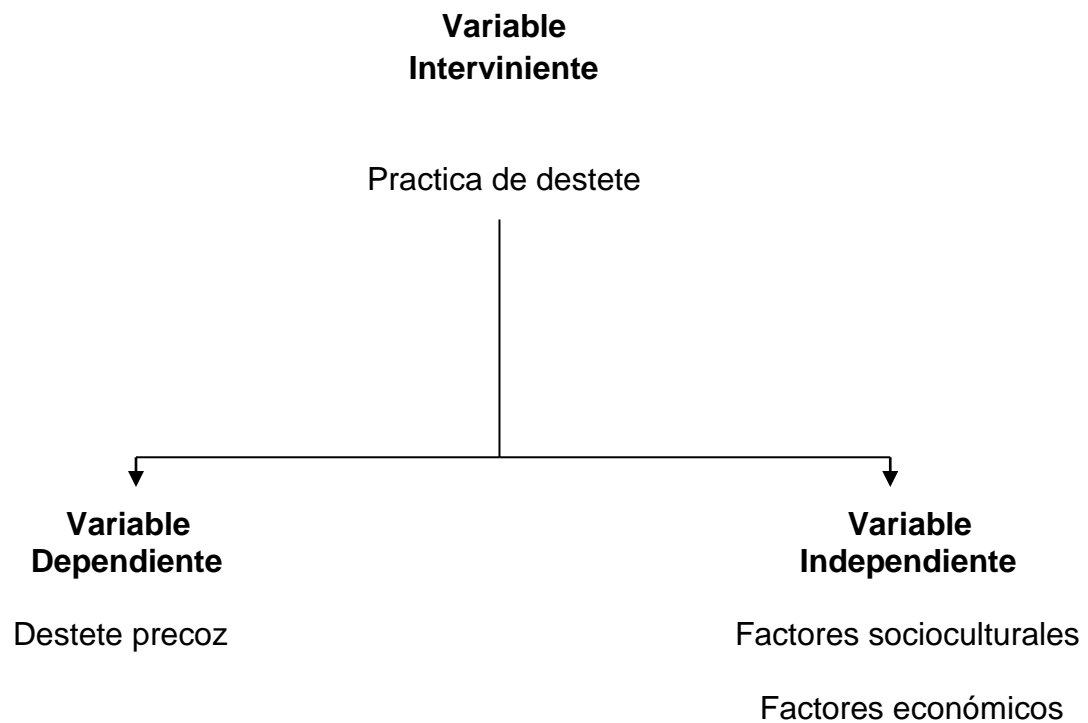 Variable
Interviniente
Practica de destete
Variable
Dependiente
Destete precoz
Variable
Independiente
Factores socioculturales
Factores económicos